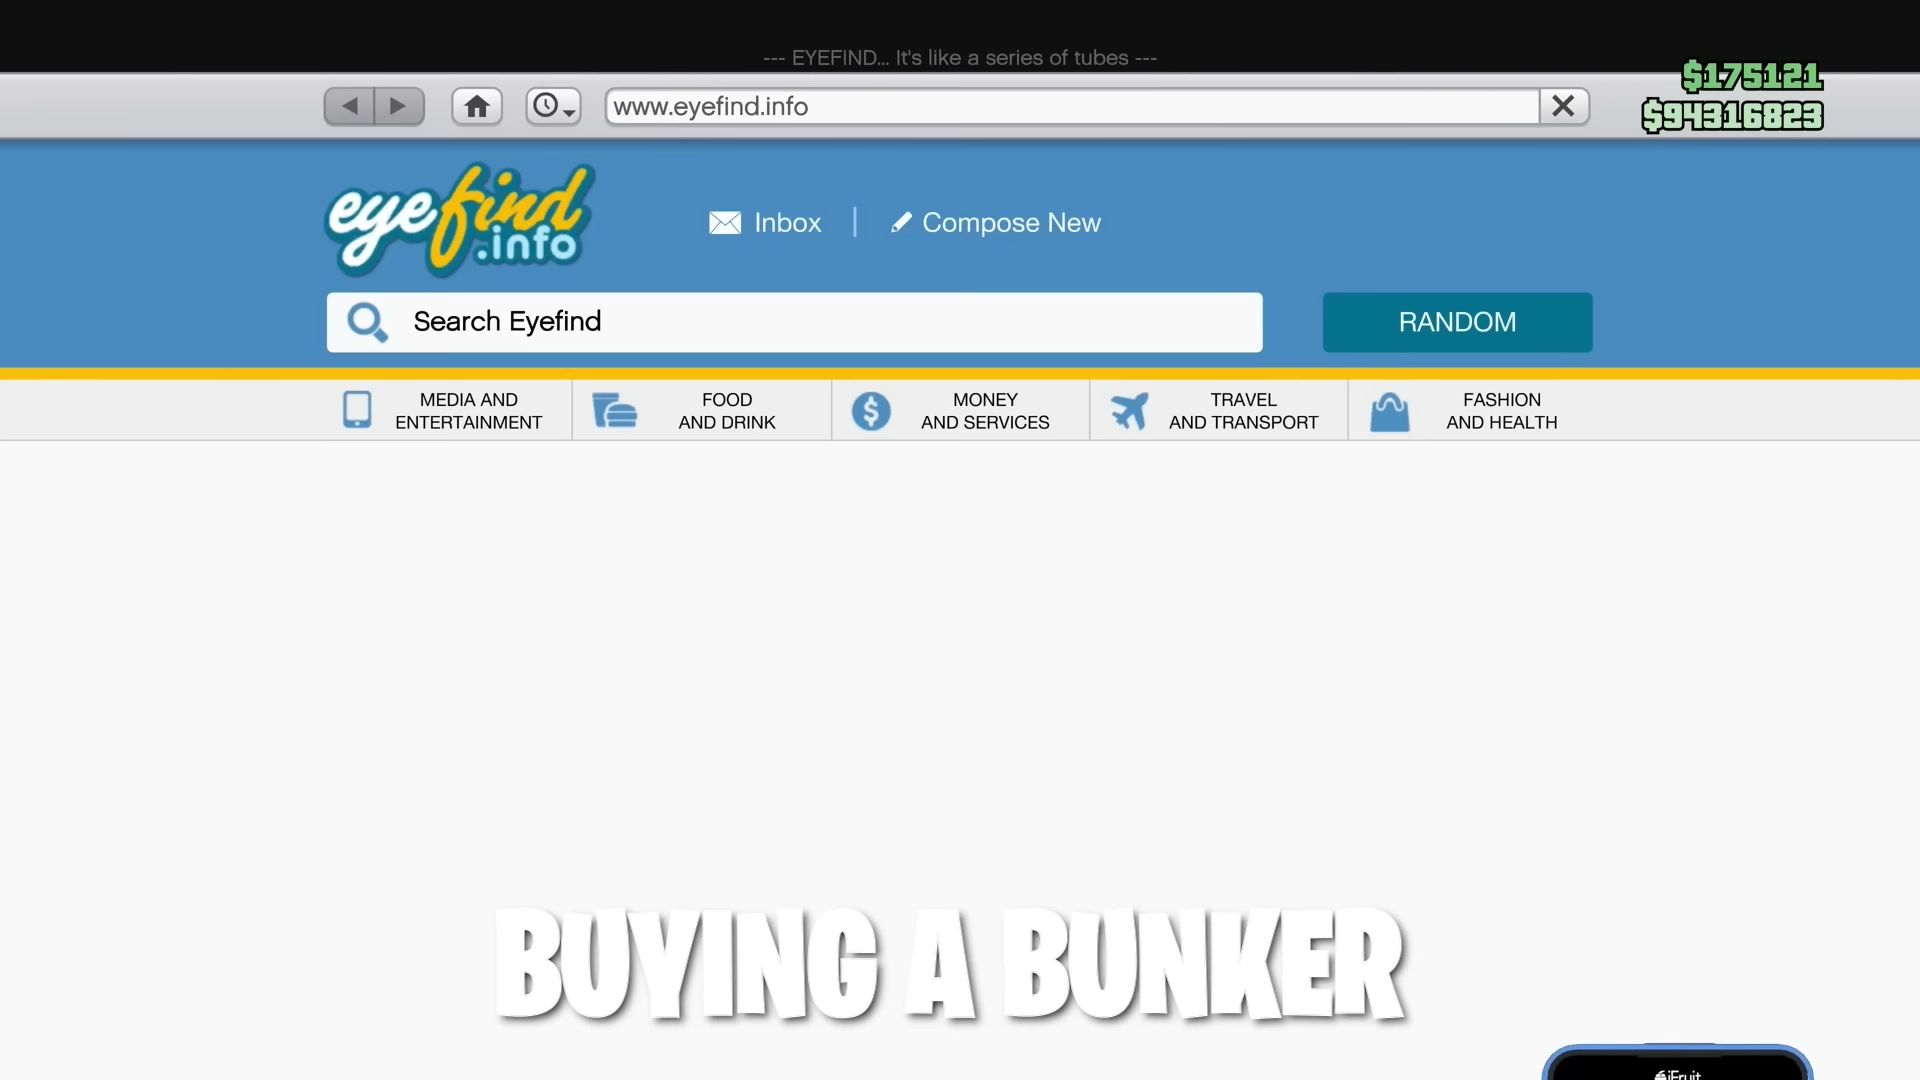 --- EYEFIND... It's like a series of tubes ---
$175121
www.eyefind.info
$94316823
eyefind
.info
Inbox
Compose New
Search Eyefind
RANDOM
MEDIA AND
ENTERTAINMENT
FOOD
AND DRINK
MONEY
AND SERVICES
TRAVEL
AND TRANSPORT
FASHION
AND HEALTH
BUYING A BUNKER
iFruit